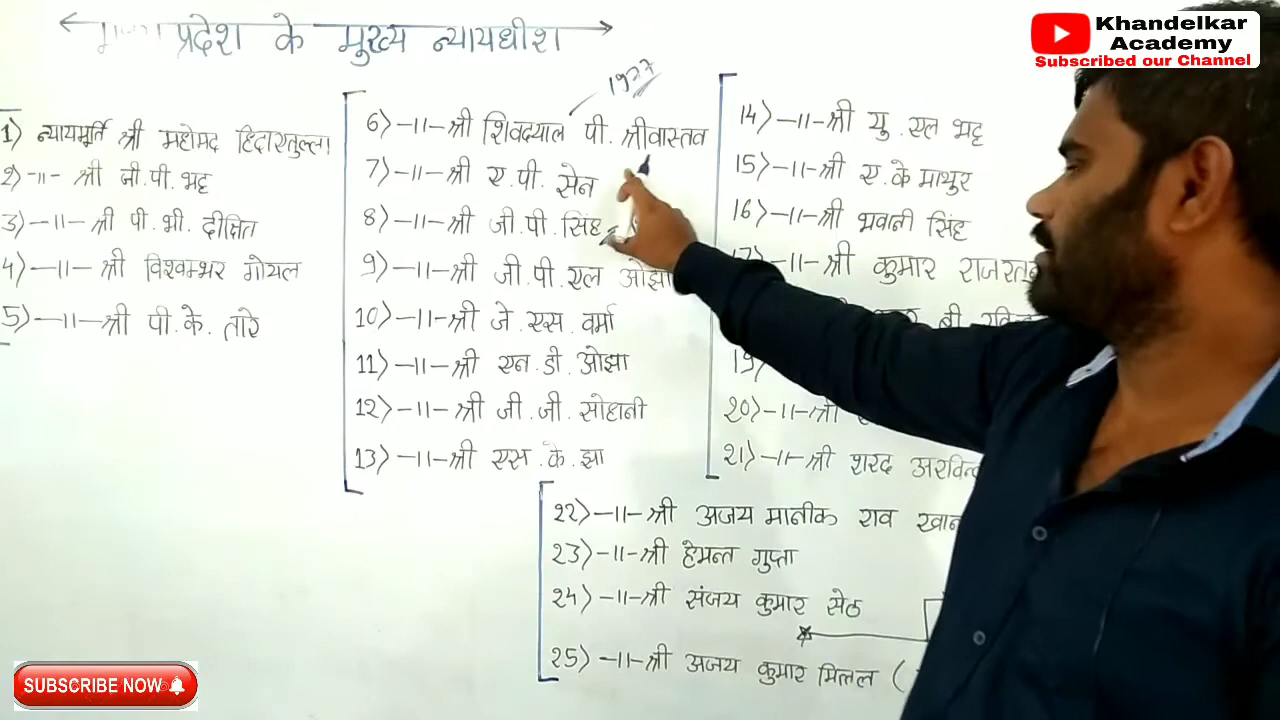 प्रदेश के मुख्य न्यायधीश
1) न्यायमूर्ति श्री महोमद हिदायतुल्ला
2) -॥- श्री जी.पी. भट्ट
3) -॥- श्री पी. भी. दीक्षित
4) -॥- श्री विश्वम्भर गोयल
5) -॥- श्री पी. के. तारे
1977
6) -॥- श्री शिवदयाल पी. श्रीवास्तव
7) -॥- श्री ए. पी. सेन
8) -॥- श्री जी. पी. सिंह
9) -॥- श्री जी. पी. एल ओझा
10) -॥- श्री जे. एस. वर्मा
11) -॥- श्री एन. डी. ओझा
12) -॥- श्री जी. जी. सोहानी
13) -॥- श्री एस. के. झा
14) -॥- श्री यु. एल भट्ट
15) -॥- श्री ए. के माथुर
16) -॥- श्री भवानी सिंह
17) -॥- श्री कुमार
बी
19)
20) -॥- श्री
21) -॥- श्री शरद
22) -॥- श्री अजय मानीक राव
23) -॥- श्री हेमन्त गुप्ता
24) -॥- श्री संजय कुमार सेठ
25) -॥- श्री अजय कुमार मित्तल (
Khandelkar
Academy
Subscribed our Channel
SUBSCRIBE NOW